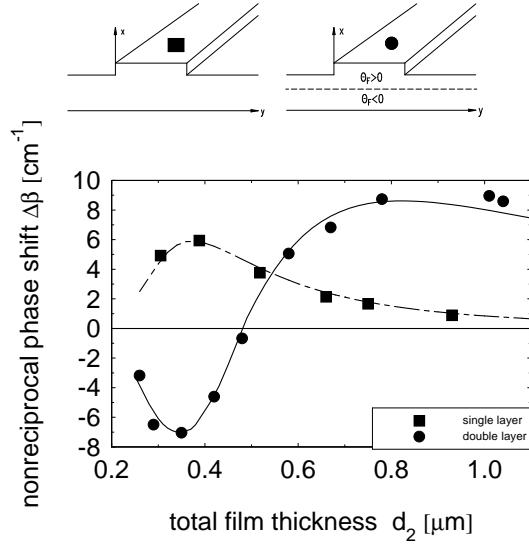 x
y
x
θF>0
θF<0
y
nonreciprocal phase shift Δβ [cm-1]
10
8
6
4
2
0
-2
-4
-6
-8
single layer
double layer
0.2
0.4
0.6
0.8
1.0
total film thickness d2 [μm]